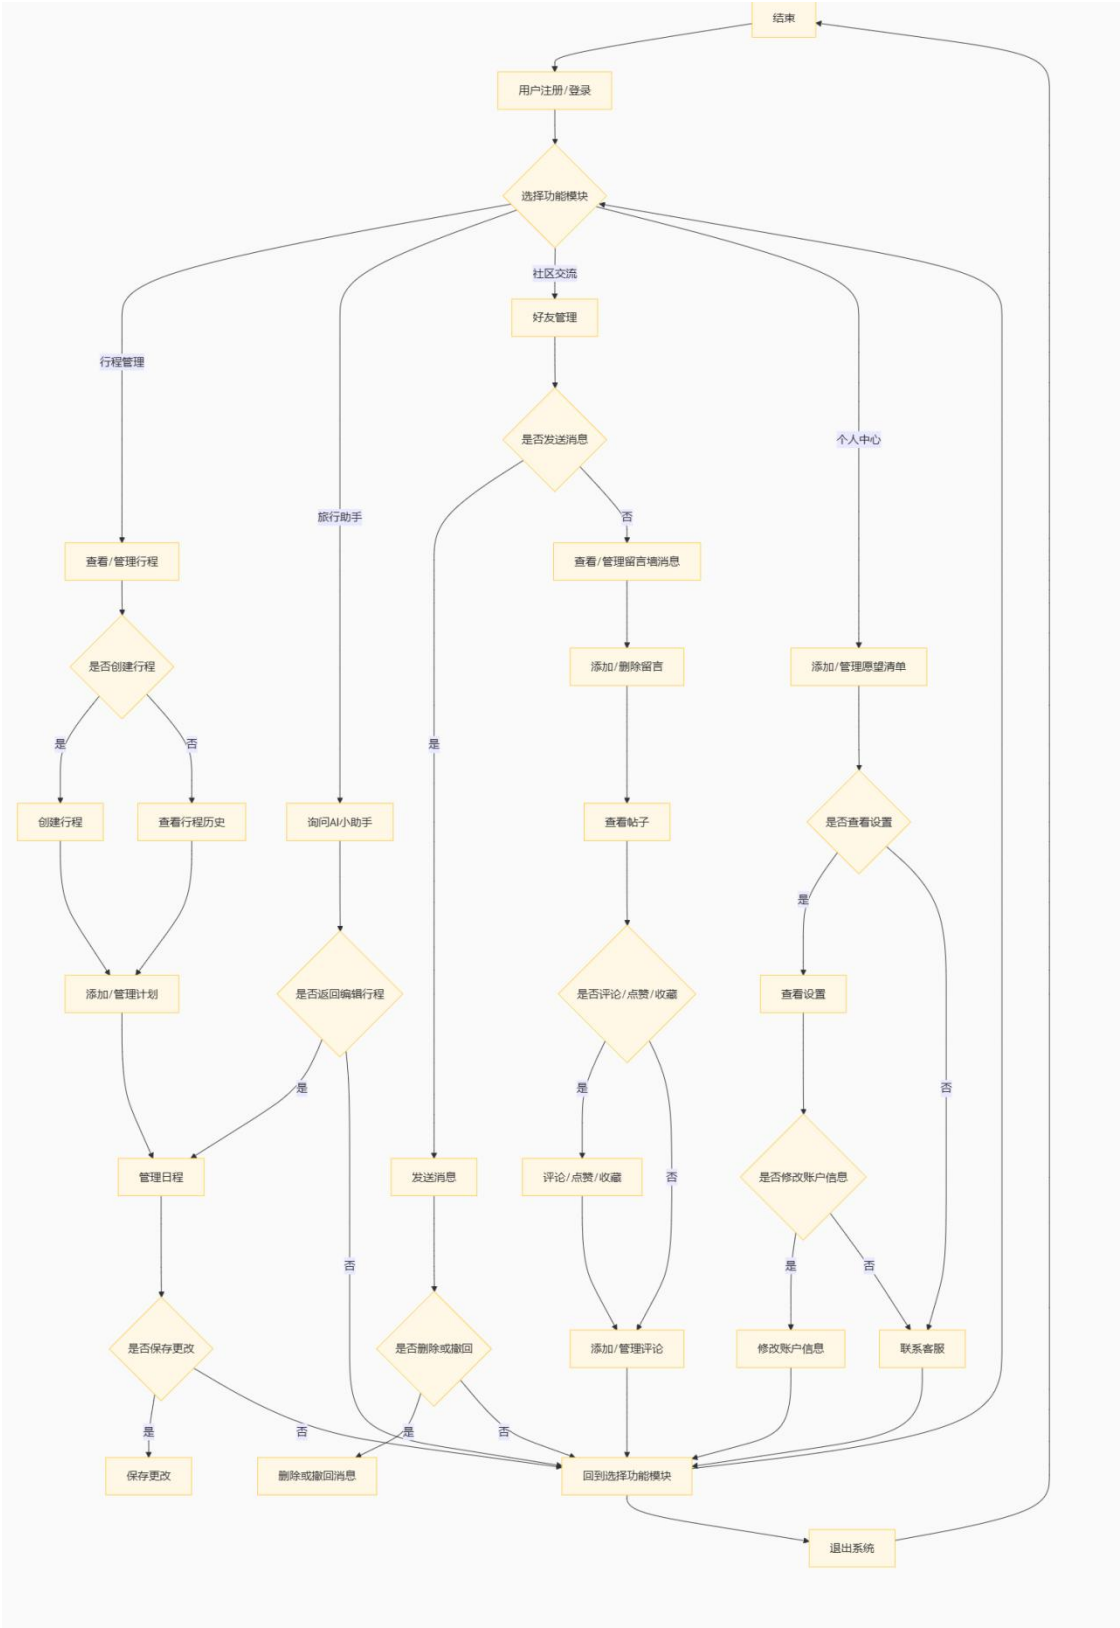 结束
用户注册/登录
选择功能模块
社区交流
好友管理
行程管理
是否发送消息
个人中心
旅行助手
否
查看/管理行程
查看/管理留言墙消息
是否创建行程
添加/删除留言
添加/管理愿望清单
是
否
是
创建行程
查看行程历史
询问AI小助手
查看帖子
是否查看设置
是
添加/管理计划
是否返回编辑行程
是否评论/点赞/收藏
查看设置
是
是
否
管理日程
发送消息
评论/点赞/收藏
否
是否修改账户信息
否
是
否
是否保存更改
是否删除或撤回
添加/管理评论
修改账户信息
联系客服
是
否
是
否
保存更改
删除或撤回消息
回到选择功能模块
退出系统